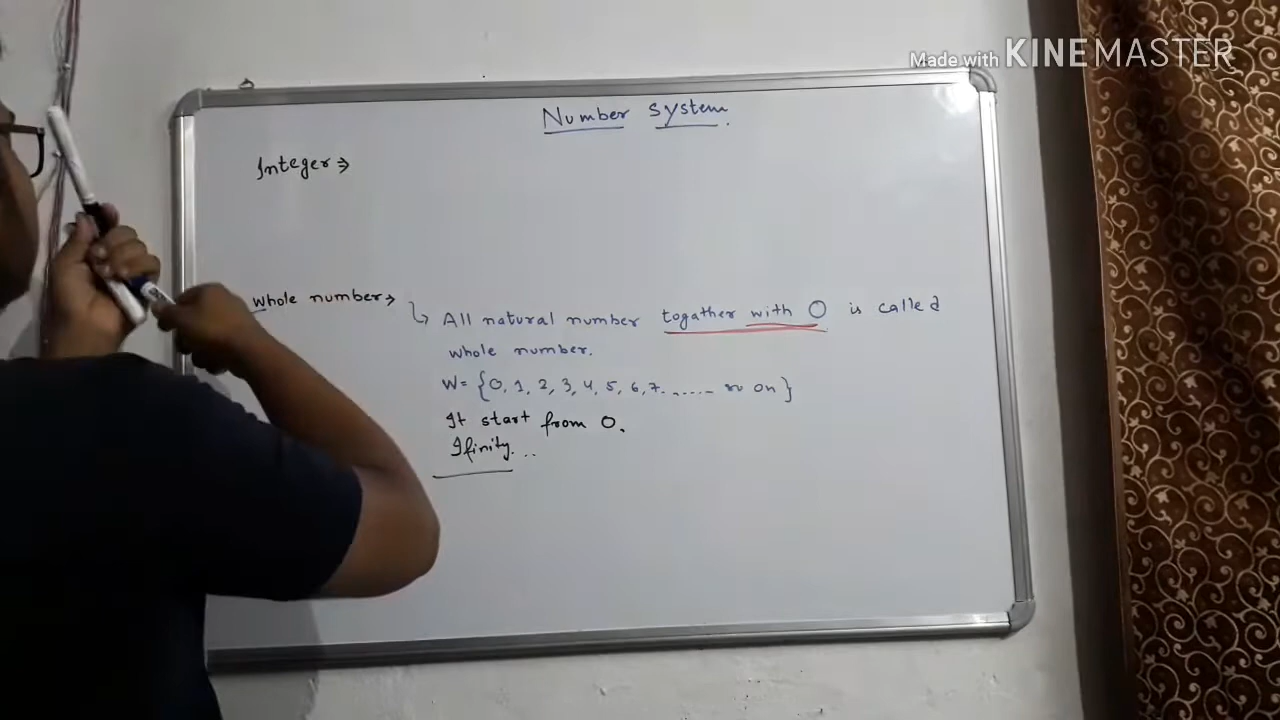 Made with KINEMASTER
Number system.
Integer ⇒
Whole number →
↳ All natural number togather with 0 is called
whole number.
W= {0, 1, 2, 3, 4, 5, 6, 7. ,...... on}
It start from 0.
Ifinity. ..